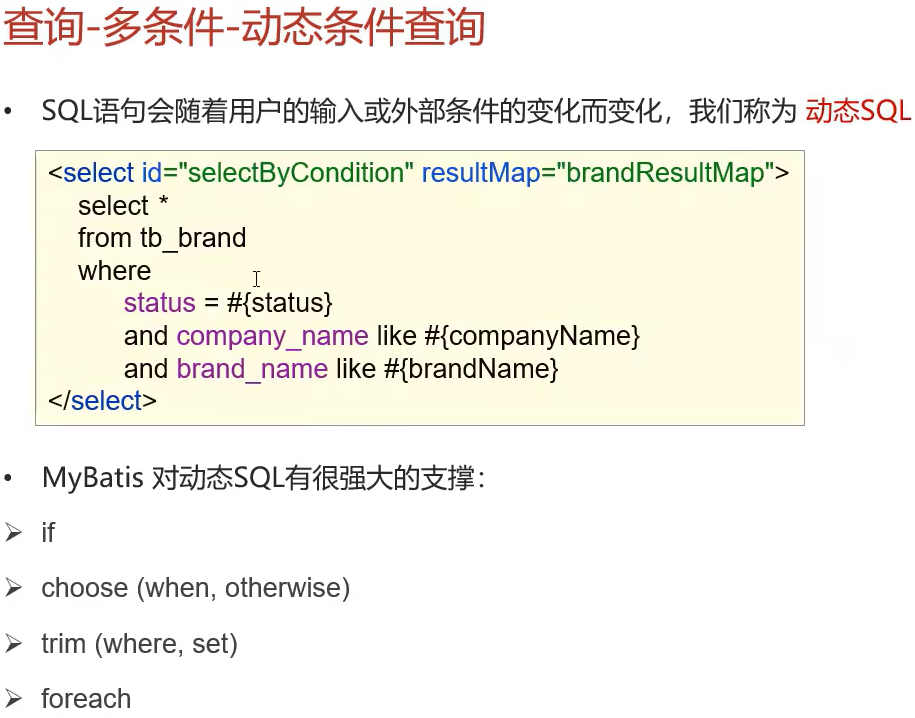 查询-多条件-动态条件查询
• SQL语句会随着用户的输入或外部条件的变化而变化，我们称为 动态SQL
<select id="selectByCondition" resultMap="brandResultMap">
select *
from tb_brand
where
status = #{status}
and company_name like #{companyName}
and brand_name like #{brandName}
</select>
• MyBatis 对动态SQL有很强大的支撑：
➢ if
➢ choose (when, otherwise)
➢ trim (where, set)
➢ foreach